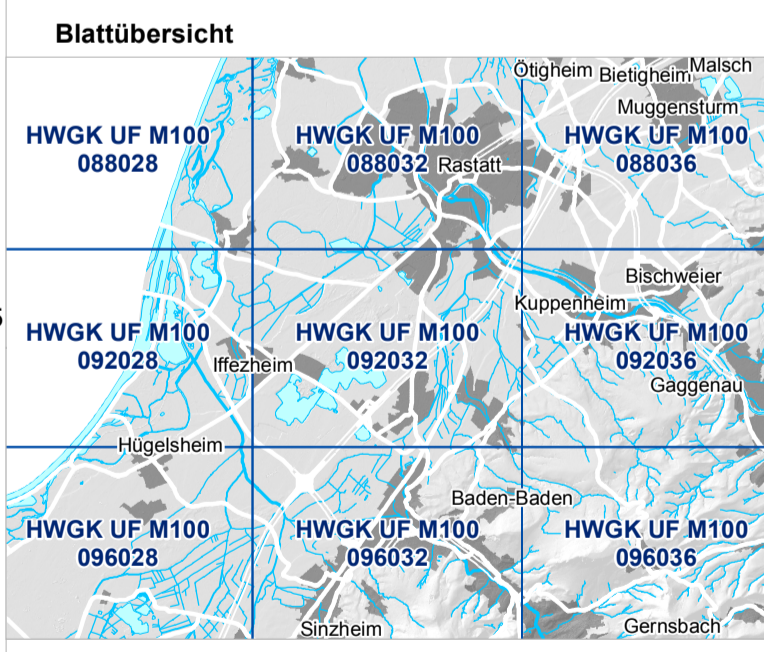 Blattübersicht
Ötigheim
Bietigheim
Malsch
Muggensturm
HWGK UF M100
088028
HWGK UF M100
088032
Rastatt
HWGK UF M100
088036
Bischweier
Kuppenheim
HWGK UF M100
092028
Iffezheim
HWGK UF M100
092032
HWGK UF M100
092036
Gaggenau
Hügelsheim
Baden-Baden
HWGK UF M100
096028
HWGK UF M100
096032
HWGK UF M100
096036
Sinzheim
Gernsbach